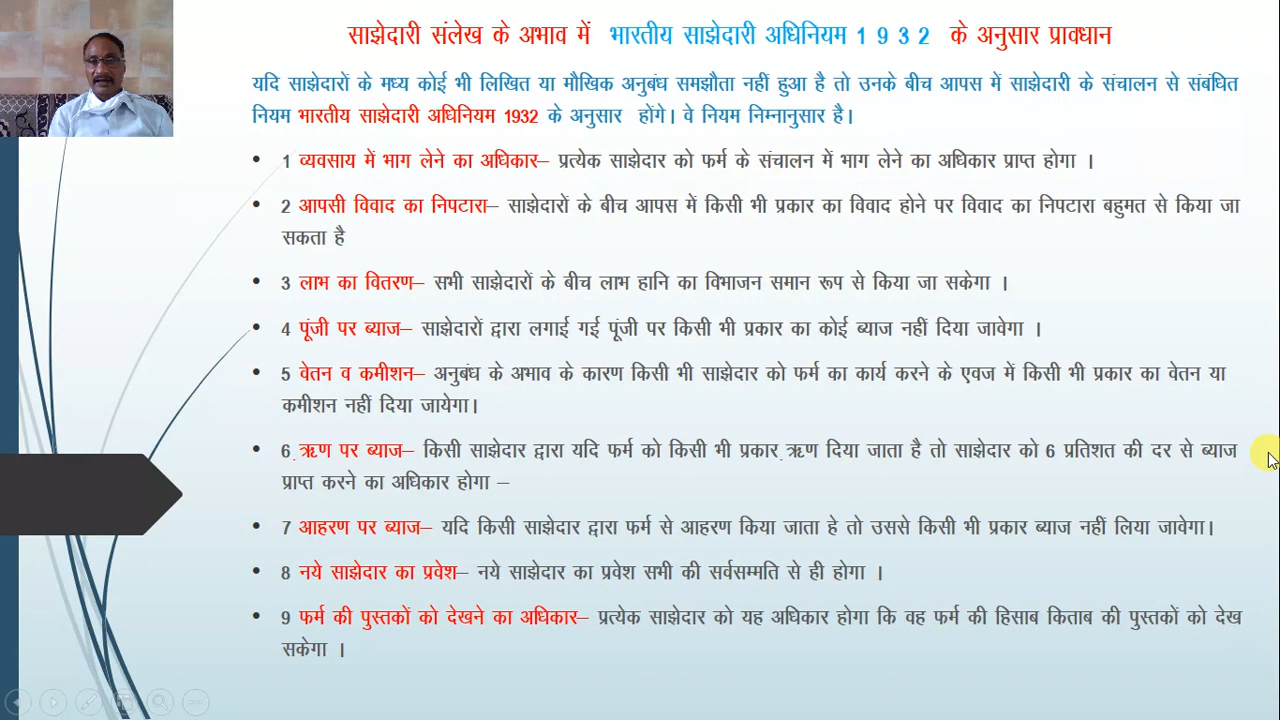 साझेदारी संलेख के अभाव में भारतीय साझेदारी अधिनियम 1 9 3 2 के अनुसार प्रावधान
यदि साझेदारों के मध्य कोई भी लिखित या मौखिक अनुबंध समझौता नहीं हुआ है तो उनके बीच आपस में साझेदारी के संचालन से संबंधित
नियम भारतीय साझेदारी अधिनियम 1932 के अनुसार होंगे। वे नियम निम्नानुसार है।
• 1 व्यवसाय में भाग लेने का अधिकार– प्रत्येक साझेदार को फर्म के संचालन में भाग लेने का अधिकार प्राप्त होगा ।
• 2 आपसी विवाद का निपटारा– साझेदारों के बीच आपस में किसी भी प्रकार का विवाद होने पर विवाद का निपटारा बहुमत से किया जा
सकता है
• 3 लाभ का वितरण– सभी साझेदारों के बीच लाभ हानि का विभाजन समान रूप से किया जा सकेगा ।
• 4 पूंजी पर ब्याज– साझेदारों द्वारा लगाई गई पूंजी पर किसी भी प्रकार का कोई ब्याज नहीं दिया जावेगा ।
• 5 वेतन व कमीशन– अनुबंध के अभाव के कारण किसी भी साझेदार को फर्म का कार्य करने के एवज में किसी भी प्रकार का वेतन या
कमीशन नहीं दिया जायेगा।
• 6 ऋण पर ब्याज– किसी साझेदार द्वारा यदि फर्म को किसी भी प्रकार ऋण दिया जाता है तो साझेदार को 6 प्रतिशत की दर से ब्याज
प्राप्त करने का अधिकार होगा –
• 7 आहरण पर ब्याज– यदि किसी साझेदार द्वारा फर्म से आहरण किया जाता हे तो उससे किसी भी प्रकार ब्याज नहीं लिया जावेगा।
• 8 नये साझेदार का प्रवेश– नये साझेदार का प्रवेश सभी की सर्वसम्मति से ही होगा ।
• 9 फर्म की पुस्तकों को देखने का अधिकार– प्रत्येक साझेदार को यह अधिकार होगा कि वह फर्म की हिसाब किताब की पुस्तकों को देख
सकेगा ।